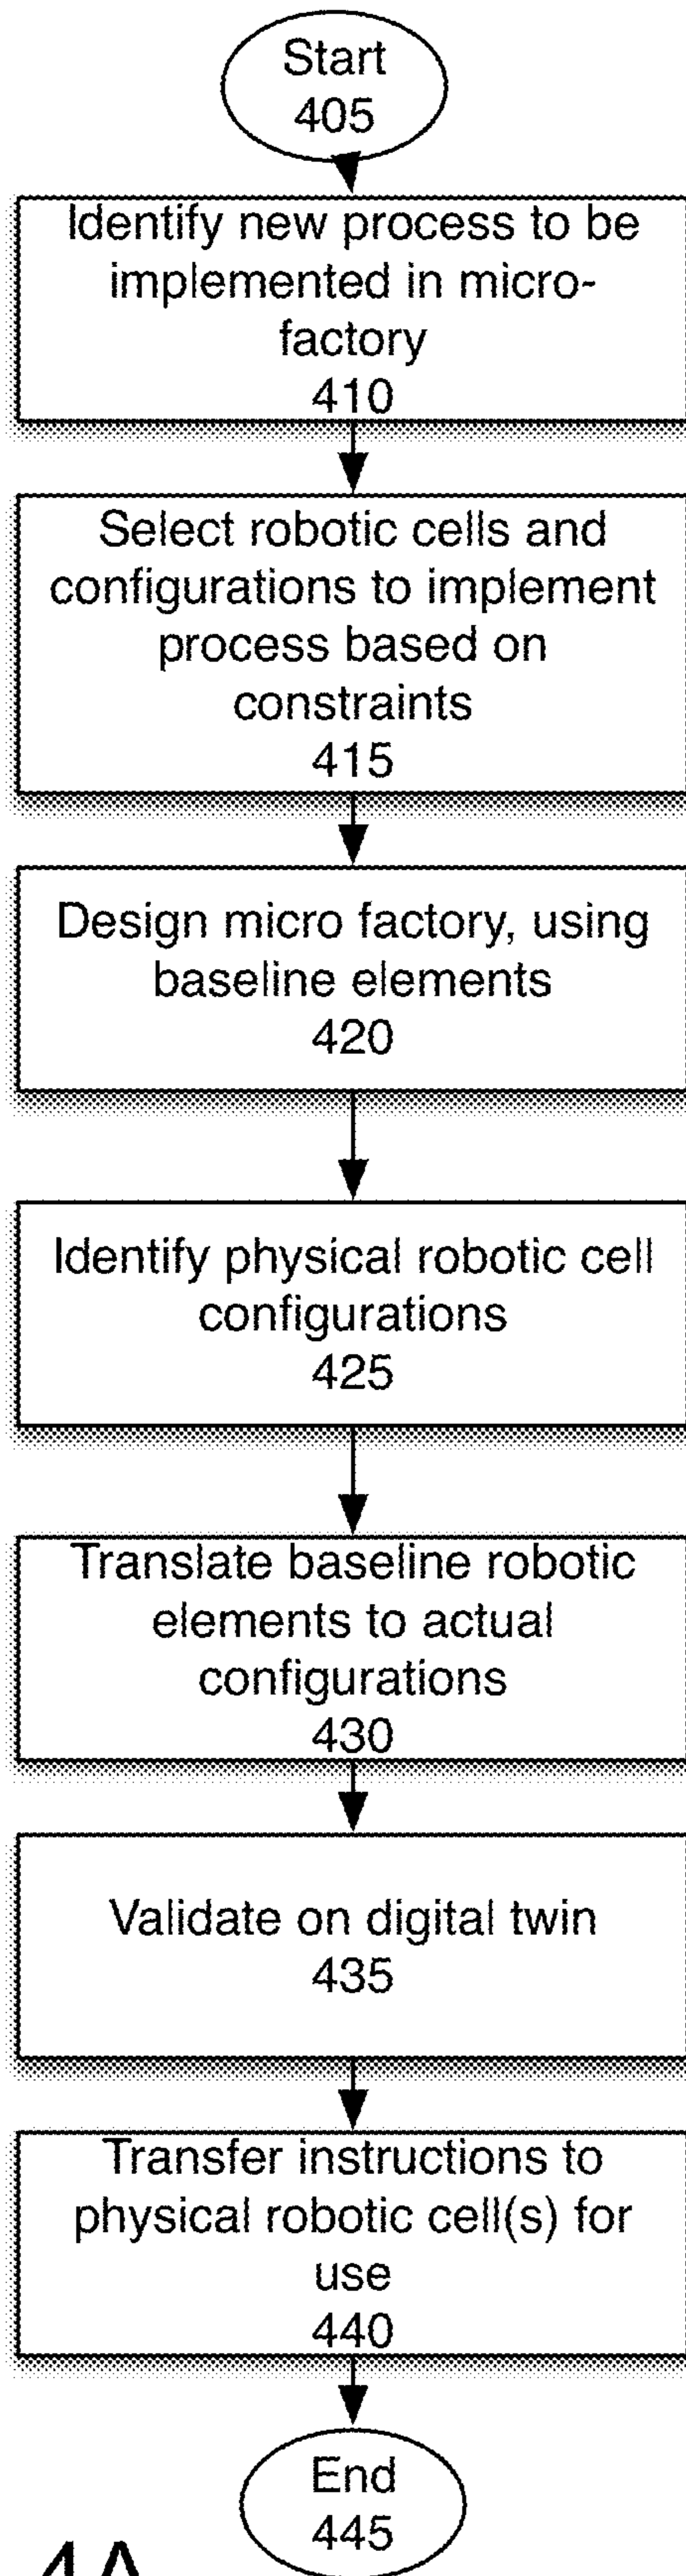 Start
405
Identify new process to be
implemented in micro-
factory
410
Select robotic cells and
configurations to implement
process based on
constraints
415
Design micro factory, using
baseline elements
420
Identify physical robotic cell
configurations
425
Translate baseline robotic
elements to actual
configurations
430
Validate on digital twin
435
Transfer instructions to
physical robotic cell(s) for
use
440
End
445
4A